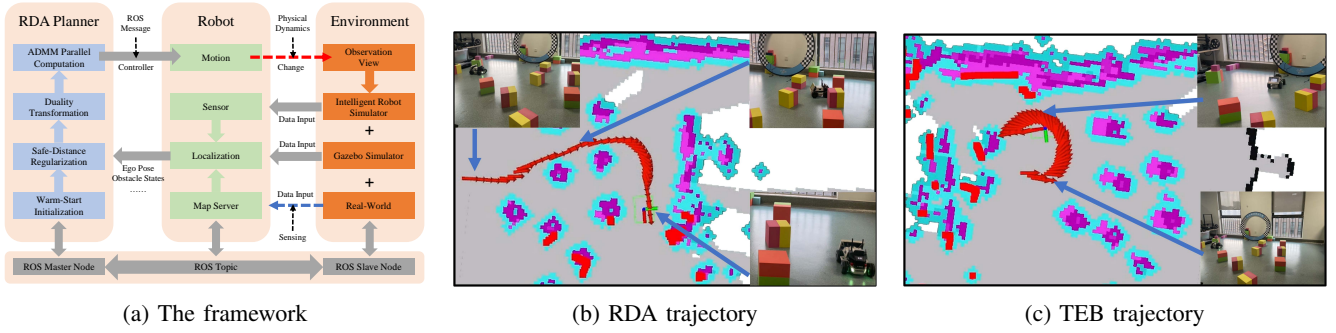 RDA Planner
Robot
Environment
ROS
Message
Physical
Dynamics
ADMM Parallel
Computation
Controller
Motion
Change
Observation
View
Duality
Transformation
Sensor
Data Input
Intelligent Robot
Simulator
+
Safe-Distance
Regularization
Localization
Data Input
Gazebo Simulator
Ego Pose
Obstacle States
......
+
Warm-Start
Initialization
Map Server
Data Input
Sensing
Real-World
ROS Master Node
ROS Topic
ROS Slave Node
(a) The framework
(b) RDA trajectory
(c) TEB trajectory